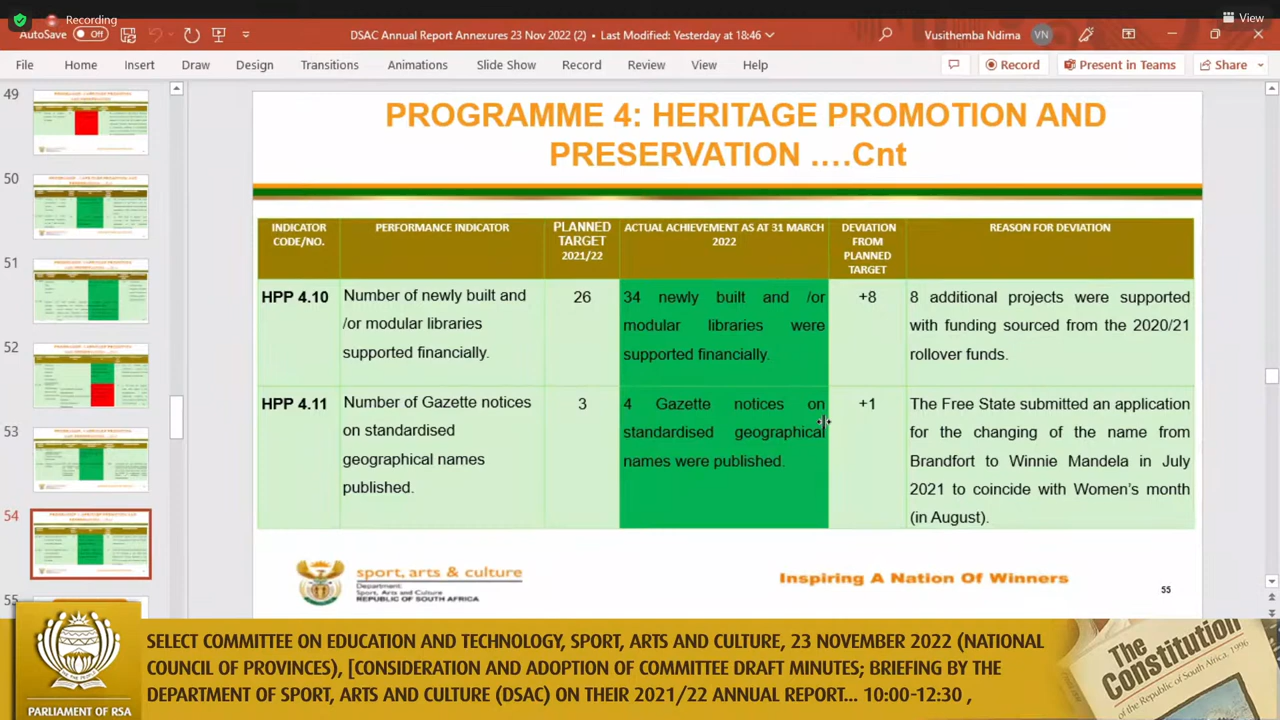 Recording
View
AutoSave Off
DSAC Annual Report Annexures 23 Nov 2022 (2) • Last Modified: Yesterday at 18:46
Vusithemba Ndima VN
File Home Insert Draw Design Transitions Animations Slide Show Record Review View Help
Record Present in Teams Share
49
50
51
52
53
54
55
PROGRAMME 4: HERITAGE PROMOTION AND
PRESERVATION ....Cnt
INDICATOR
CODE/NO.
PERFORMANCE INDICATOR
PLANNED
TARGET
2021/22
ACTUAL ACHIEVEMENT AS AT 31 MARCH
2022
DEVIATION
FROM
PLANNED
TARGET
REASON FOR DEVIATION
HPP 4.10
Number of newly built and
/or modular libraries
supported financially.
26
34 newly built and /or
modular libraries were
supported financially.
+8
8 additional projects were supported
with funding sourced from the 2020/21
rollover funds.
HPP 4.11
Number of Gazette notices
on standardised
geographical names
published.
3
4 Gazette notices on
standardised geographical
names were published.
+1
The Free State submitted an application
for the changing of the name from
Brandfort to Winnie Mandela in July
2021 to coincide with Women's month
(in August).
sport, arts & culture
Department:
Sport, Arts and Culture
REPUBLIC OF SOUTH AFRICA
Inspiring A Nation Of Winners
55
PARLIAMENT OF RSA
SELECT COMMITTEE ON EDUCATION AND TECHNOLOGY, SPORT, ARTS AND CULTURE, 23 NOVEMBER 2022 (NATIONAL
COUNCIL OF PROVINCES), [CONSIDERATION AND ADOPTION OF COMMITTEE DRAFT MINUTES; BRIEFING BY THE
DEPARTMENT OF SPORT, ARTS AND CULTURE (DSAC) ON THEIR 2021/22 ANNUAL REPORT... 10:00-12:30 ,
The
Constitution
of the Republic of South Africa, 1996